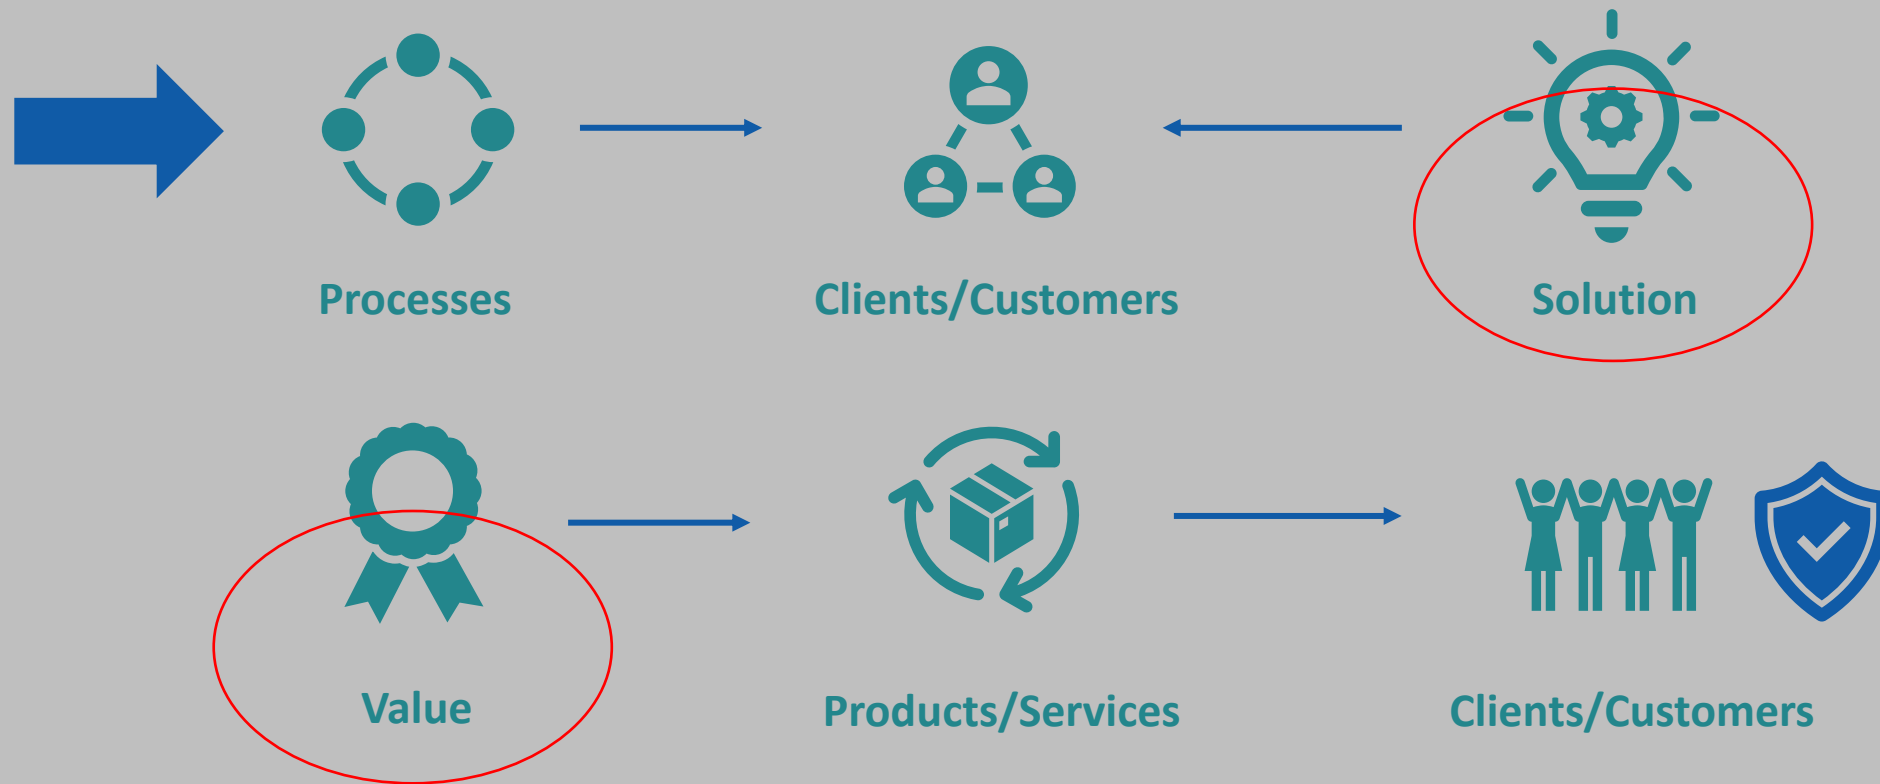 Processes
Clients/Customers
Solution
Value
Products/Services
Clients/Customers